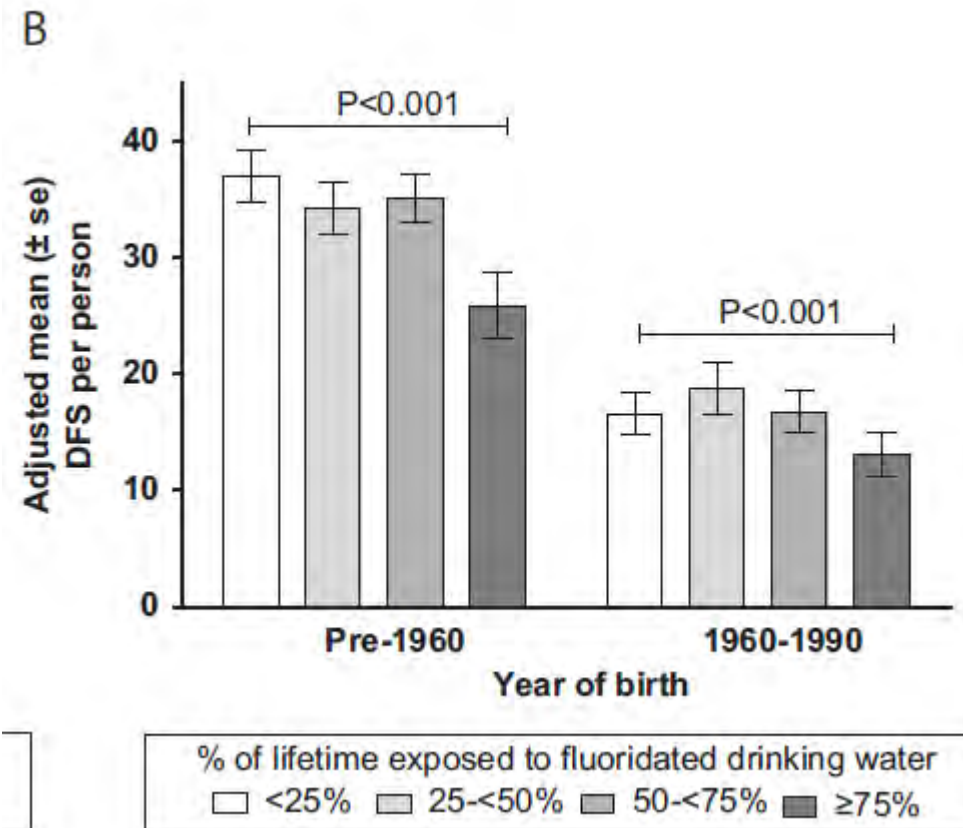 B
P<0.001
40
30
20
10
0
Adjusted mean (± se)
DFS per person
P<0.001
Pre-1960
1960-1990
Year of birth
% of lifetime exposed to fluoridated drinking water
<25% 25-<50% 50-<75% ≥75%